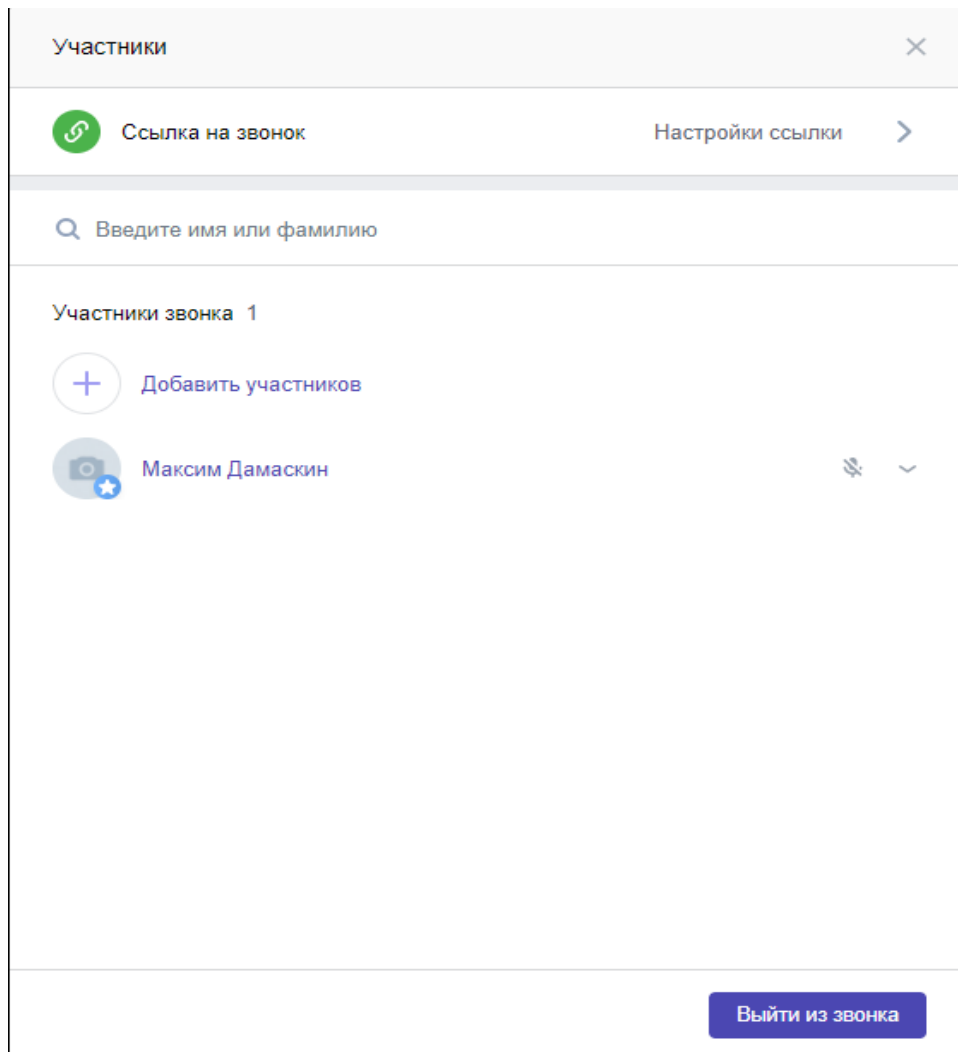 Участники
Ссылка на звонок Настройки ссылки
Введите имя или фамилию
Участники звонка 1
Добавить участников
Максим Дамаскин
Выйти из звонка